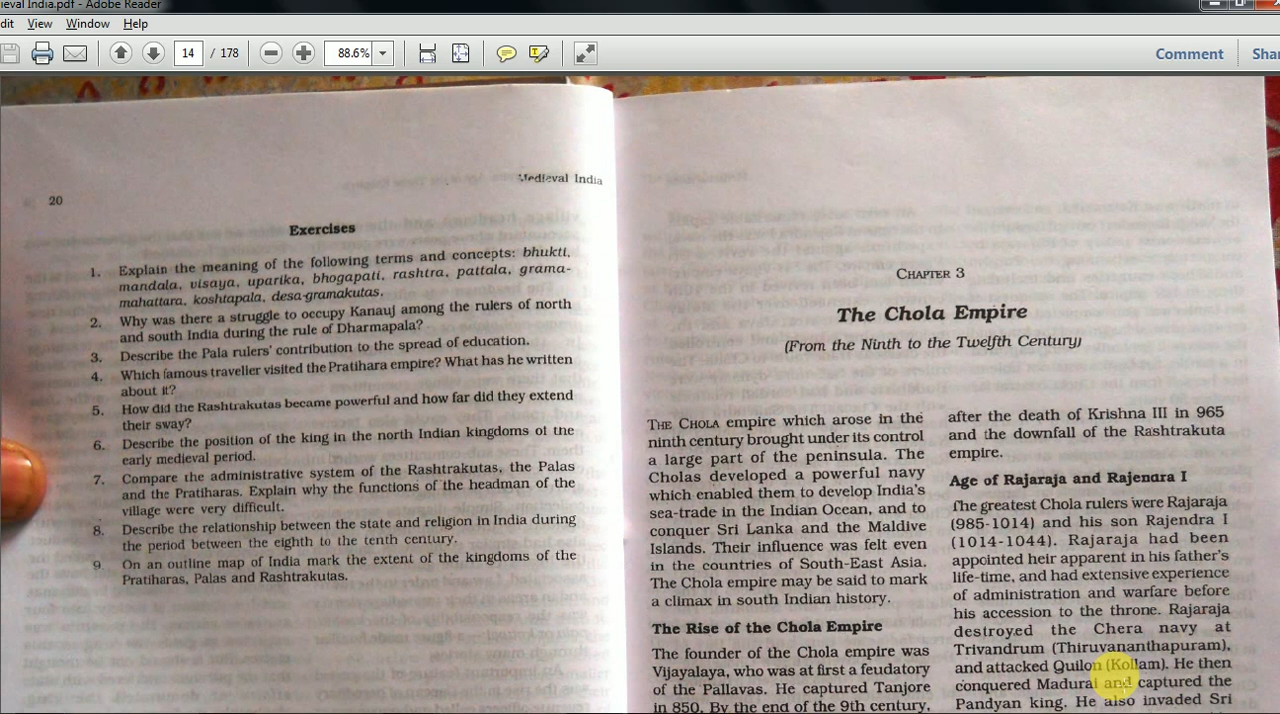 ieval India.pdf - Adobe Reader
dit View Window Help
14 / 178 88.6% Comment
20
Medieval India
Exercises
1. Explain the meaning of the following terms and concepts: bhukti,
mandala, visaya, uparika, bhogapati, rashtra, pattala, grama-
mahattara, koshtapala, desa-gramakutas.
2. Why was there a struggle to occupy Kanauj among the rulers of north
and south India during the rule of Dharmapala?
3. Describe the Pala rulers' contribution to the spread of education.
4. Which famous traveller visited the Pratihara empire? What has he written
about it?
5. How did the Rashtrakutas became powerful and how far did they extend
their sway?
6. Describe the position of the king in the north Indian kingdoms of the
early medieval period.
7. Compare the administrative system of the Rashtrakutas, the Palas
and the Pratiharas. Explain why the functions of the headman of the
village were very difficult.
8. Describe the relationship between the state and religion in India during
the period between the eighth to the tenth century.
9. On an outline map of India mark the extent of the kingdoms of the
Pratiharas, Palas and Rashtrakutas.
CHAPTER 3
The Chola Empire
(From the Ninth to the Twelfth Century)
THE CHOLA empire which arose in the
ninth century brought under its control
a large part of the peninsula. The
Cholas developed a powerful navy
which enabled them to develop India's
sea-trade in the Indian Ocean, and to
conquer Sri Lanka and the Maldive
Islands. Their influence was felt even
in the countries of South-East Asia.
The Chola empire may be said to mark
a climax in south Indian history.
The Rise of the Chola Empire
The founder of the Chola empire was
Vijayalaya, who was at first a feudatory
of the Pallavas. He captured Tanjore
in 850. By the end of the 9th century,
after the death of Krishna III in 965
and the downfall of the Rashtrakuta
empire.
Age of Rajaraja and Rajendra I
The greatest Chola rulers were Rajaraja
(985-1014) and his son Rajendra I
(1014-1044). Rajaraja had been
appointed heir apparent in his father's
life-time, and had extensive experience
of administration and warfare before
his accession to the throne. Rajaraja
destroyed the Chera navy at
Trivandrum (Thiruvananthapuram),
and attacked Quilon (Kollam). He then
conquered Madurai and captured the
Pandyan king. He also invaded Sri